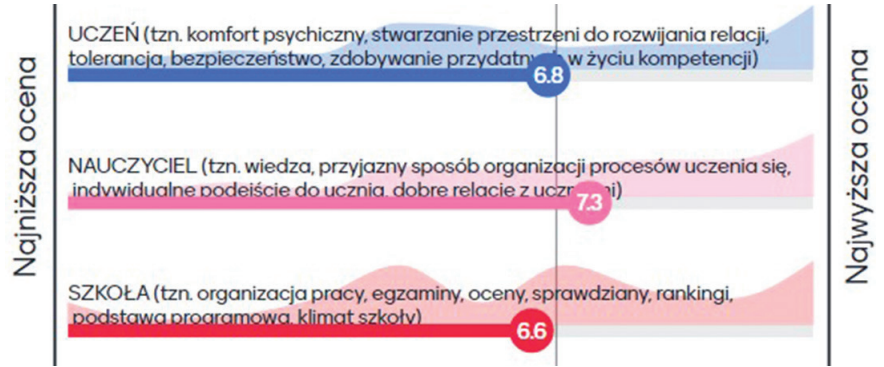 Najniższa ocena
UCZEŃ (tzn. komfort psychiczny, stwarzanie przestrzeni do rozwijania relacji,
tolerancja, bezpieczeństwo, zdobywanie przydatnych w życiu kompetencji)
6.8
NAUCZYCIEL (tzn. wiedza, przyjazny sposób organizacji procesów uczenia się,
indywidualne podejście do ucznia, dobre relacje z uczniami)
7.3
SZKOŁA (tzn. organizacja pracy, egzaminy, oceny, sprawdziany, rankingi,
podstawa programowa, klimat szkoły)
6.6
Najwyższa ocena